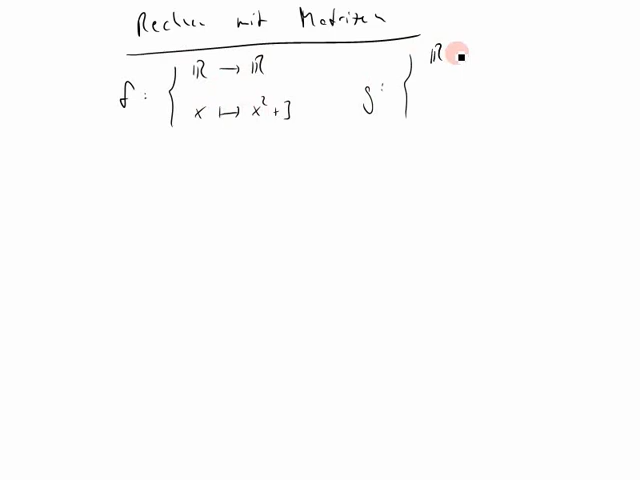 Rechnen mit Matrizen
f: { ℝ → ℝ
x ↦ x² + 3
g: { ℝ